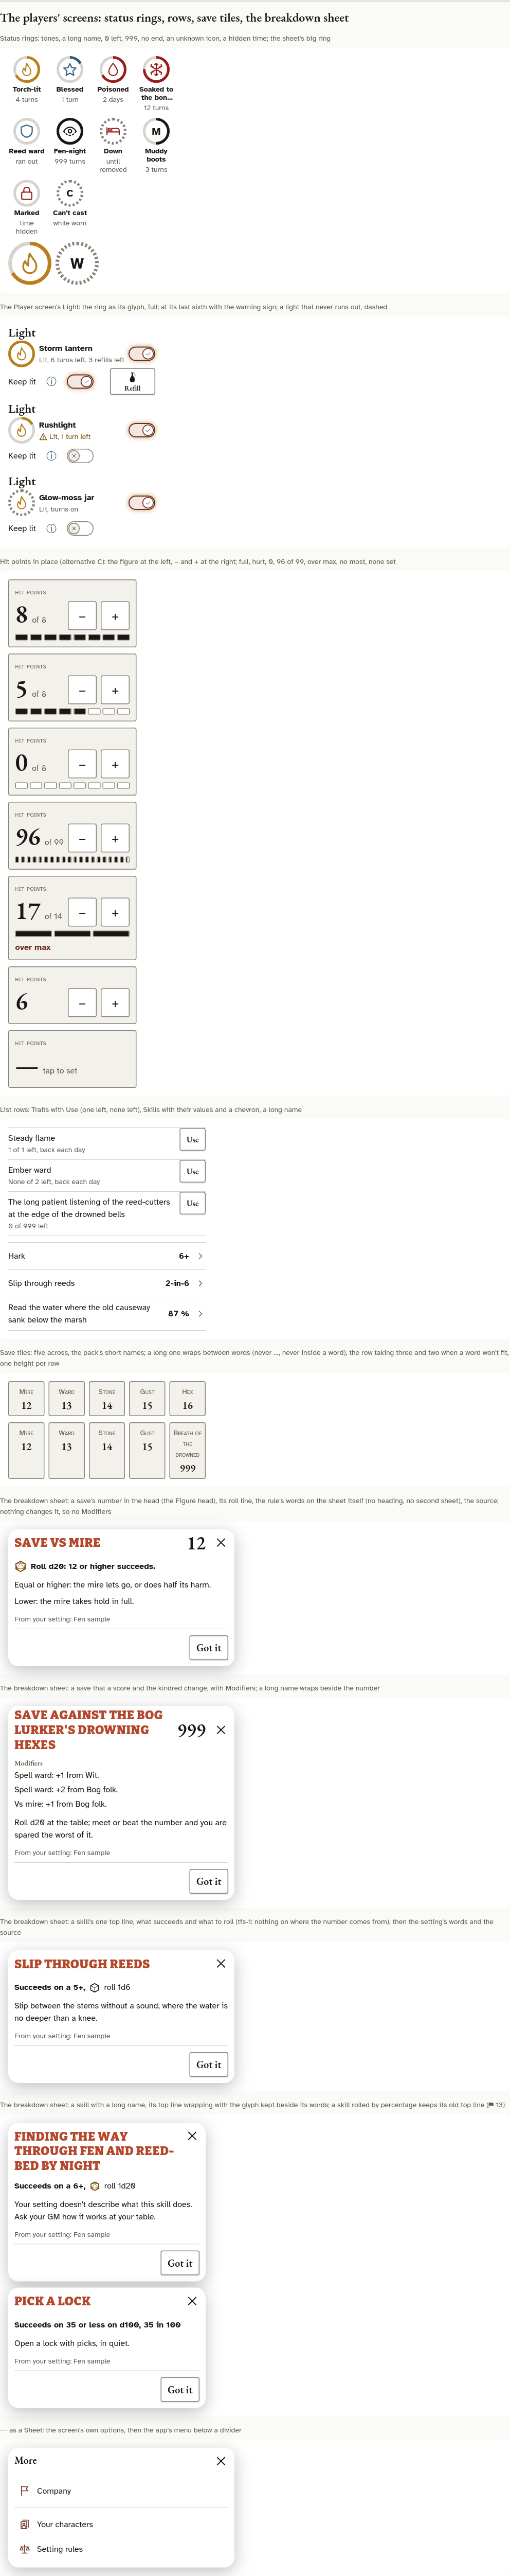 The players' screens: status rings, rows, save tiles, the breakdown sheet
Status rings: tones, a long name, 0 left, 999, no end, an unknown icon, a hidden time; the sheet's big ring
Torch-lit
4 turns
Blessed
1 turn
Poisoned
2 days
Soaked to the bon…
12 turns
Reed ward
ran out
Fen-sight
999 turns
Down
until removed
M
Muddy boots
3 turns
Marked
time hidden
C
Can't cast
while worn
W
The Player screen's Light: the ring as its glyph, full; at its last sixth with the warning sign; a light that never runs out, dashed
Light
Storm lantern
Lit, 6 turns left. 3 refills left
Keep lit
Refill
Light
Rushlight
Lit, 1 turn left
Keep lit
Light
Glow-moss jar
Lit, burns on
Keep lit
Hit points in place (alternative C): the figure at the left, − and + at the right; full, hurt, 0, 96 of 99, over max, no most, none set
HIT POINTS
8 of 8 − +
HIT POINTS
5 of 8 − +
HIT POINTS
0 of 8 − +
HIT POINTS
96 of 99 − +
HIT POINTS
17 of 14 − +
over max
HIT POINTS
6 − +
HIT POINTS
— tap to set
List rows: Traits with Use (one left, none left), Skills with their values and a chevron, a long name
Steady flame
1 of 1 left, back each day
Use
Ember ward
None of 2 left, back each day
Use
The long patient listening of the reed-cutters
at the edge of the drowned bells
0 of 999 left
Use
Hark 6+
Slip through reeds 2-in-6
Read the water where the old causeway
sank below the marsh
87 %
Save tiles: five across, the pack's short names; a long one wraps between words (never …, never inside a word), the row taking three and two when a word won't fit,
one height per row
Mire Ward Stone Gust Hex
12 13 14 15 16
Mire Ward Stone Gust Breath of the drowned
12 13 14 15 999
The breakdown sheet: a save's number in the head (the Figure head), its roll line, the rule's words on the sheet itself (no heading, no second sheet), the source;
nothing changes it, so no Modifiers
SAVE VS MIRE 12
Roll d20: 12 or higher succeeds.
Equal or higher: the mire lets go, or does half its harm.
Lower: the mire takes hold in full.
From your setting: Fen sample
Got it
The breakdown sheet: a save that a score and the kindred change, with Modifiers; a long name wraps beside the number
SAVE AGAINST THE BOG
LURKER'S DROWNING
HEXES
999
Modifiers
Spell ward: +1 from Wit.
Spell ward: +2 from Bog folk.
Vs mire: +1 from Bog folk.
Roll d20 at the table; meet or beat the number and you are
spared the worst of it.
From your setting: Fen sample
Got it
The breakdown sheet: a skill's one top line, what succeeds and what to roll (tfs-1: nothing on where the number comes from), then the setting's words and the
source
SLIP THROUGH REEDS
Succeeds on a 5+, roll 1d6
Slip between the stems without a sound, where the water is
no deeper than a knee.
From your setting: Fen sample
Got it
The breakdown sheet: a skill with a long name, its top line wrapping with the glyph kept beside its words; a skill rolled by percentage keeps its old top line (⚑ 13)
FINDING THE WAY
THROUGH FEN AND REED-
BED BY NIGHT
Succeeds on a 6+, roll 1d20
Your setting doesn't describe what this skill does.
Ask your GM how it works at your table.
From your setting: Fen sample
Got it
PICK A LOCK
Succeeds on 35 or less on d100, 35 in 100
Open a lock with picks, in quiet.
From your setting: Fen sample
Got it
⋯ as a Sheet: the screen's own options, then the app's menu below a divider
More
Company
Your characters
Setting rules